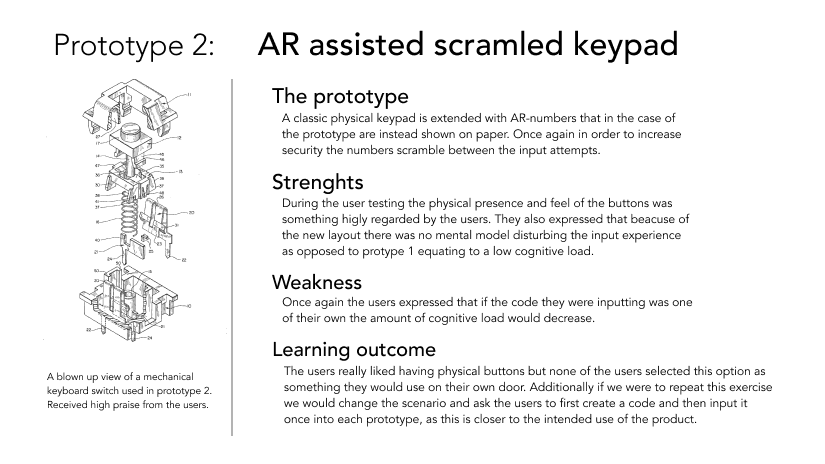 Prototype 2: AR assisted scramled keypad
The prototype
A classic physical keypad is extended with AR-numbers that in the case of
the prototype are instead shown on paper. Once again in order to increase
security the numbers scramble between the input attempts.
Strenghts
During the user testing the physical presence and feel of the buttons was
something higly regarded by the users. They also expressed that beacuse of
the new layout there was no mental model disturbing the input experience
as opposed to protype 1 equating to a low cognitive load.
Weakness
Once again the users expressed that if the code they were inputting was one
of their own the amount of cognitive load would decrease.
Learning outcome
The users really liked having physical buttons but none of the users selected this option as
something they would use on their own door. Additionally if we were to repeat this exercise
we would change the scenario and ask the users to first create a code and then input it
once into each prototype, as this is closer to the intended use of the product.
A blown up view of a mechanical
keyboard switch used in prototype 2.
Received high praise from the users.